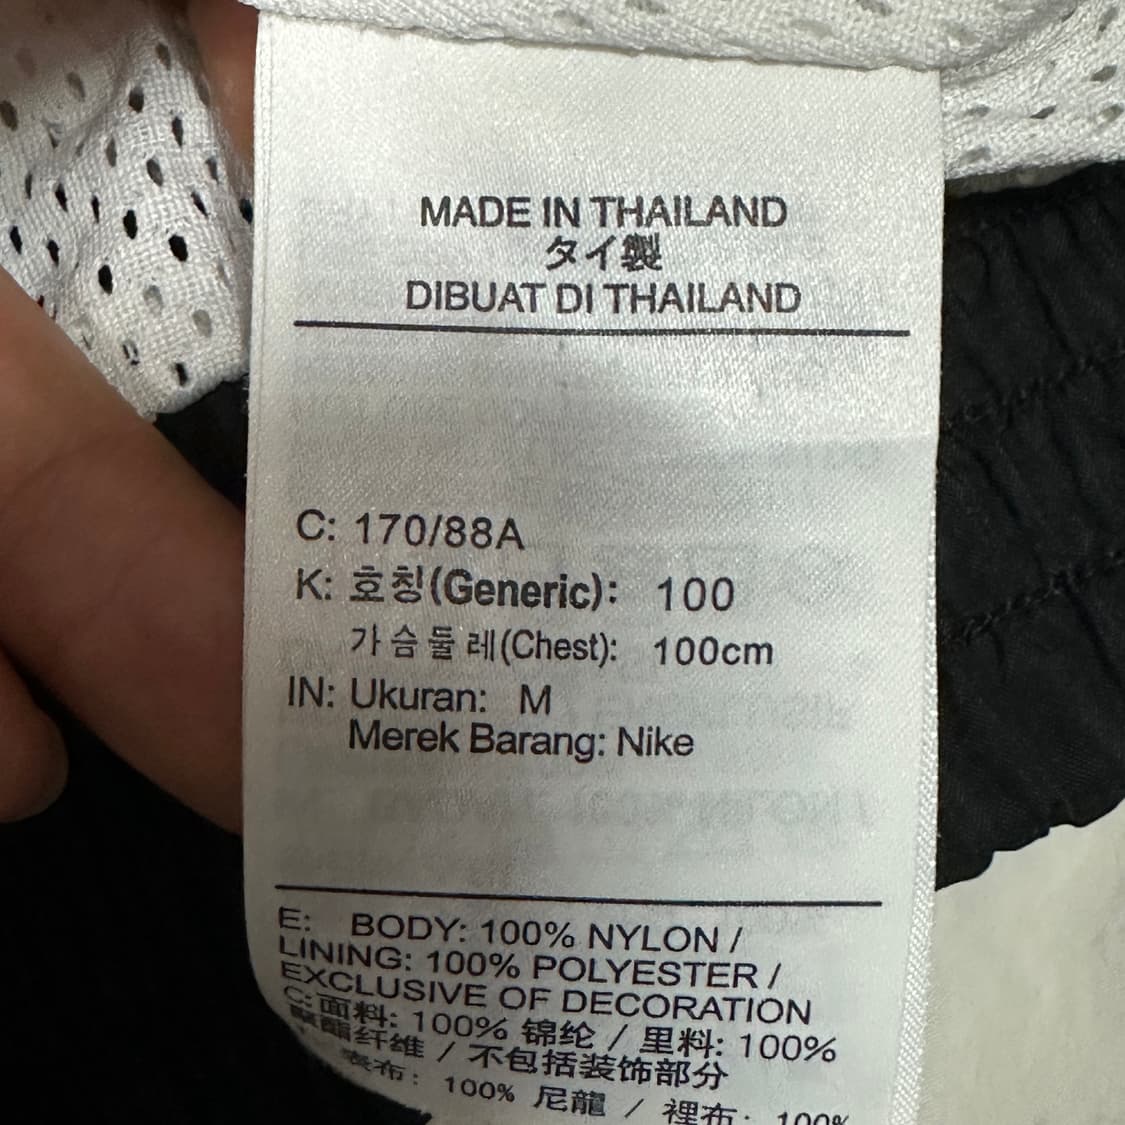 MADE IN THAILAND
タイ製
DIBUAT DI THAILAND
C: 170/88A
K: 호칭(Generic): 100
가슴둘레(Chest): 100cm
IN: Ukuran: M
Merek Barang: Nike
E: BODY: 100% NYLON /
LINING: 100% POLYESTER /
EXCLUSIVE OF DECORATION
C: 面料: 100% 锦纶 / 里料: 100%
聚酯纤维 / 不包括装饰部分
表布: 100% 尼龍 / 裡布: 100%